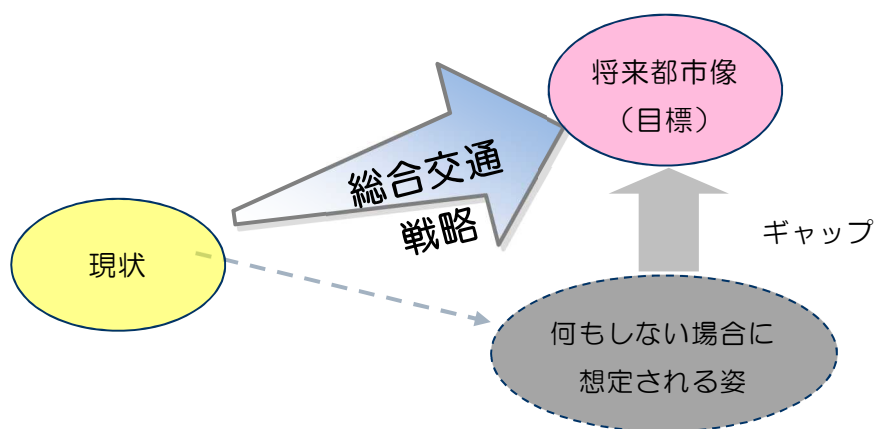 将来都市像
（目標）
総合交通
戦略
ギャップ
現状
何もしない場合に
想定される姿